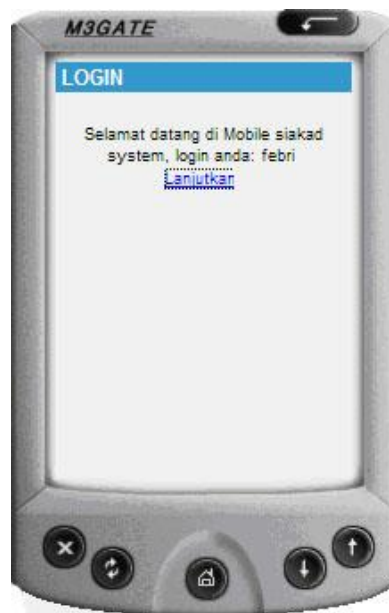 M3GATE
LOGIN
Selamat datang di Mobile siakad
system, login anda: febri
Lanjutkan